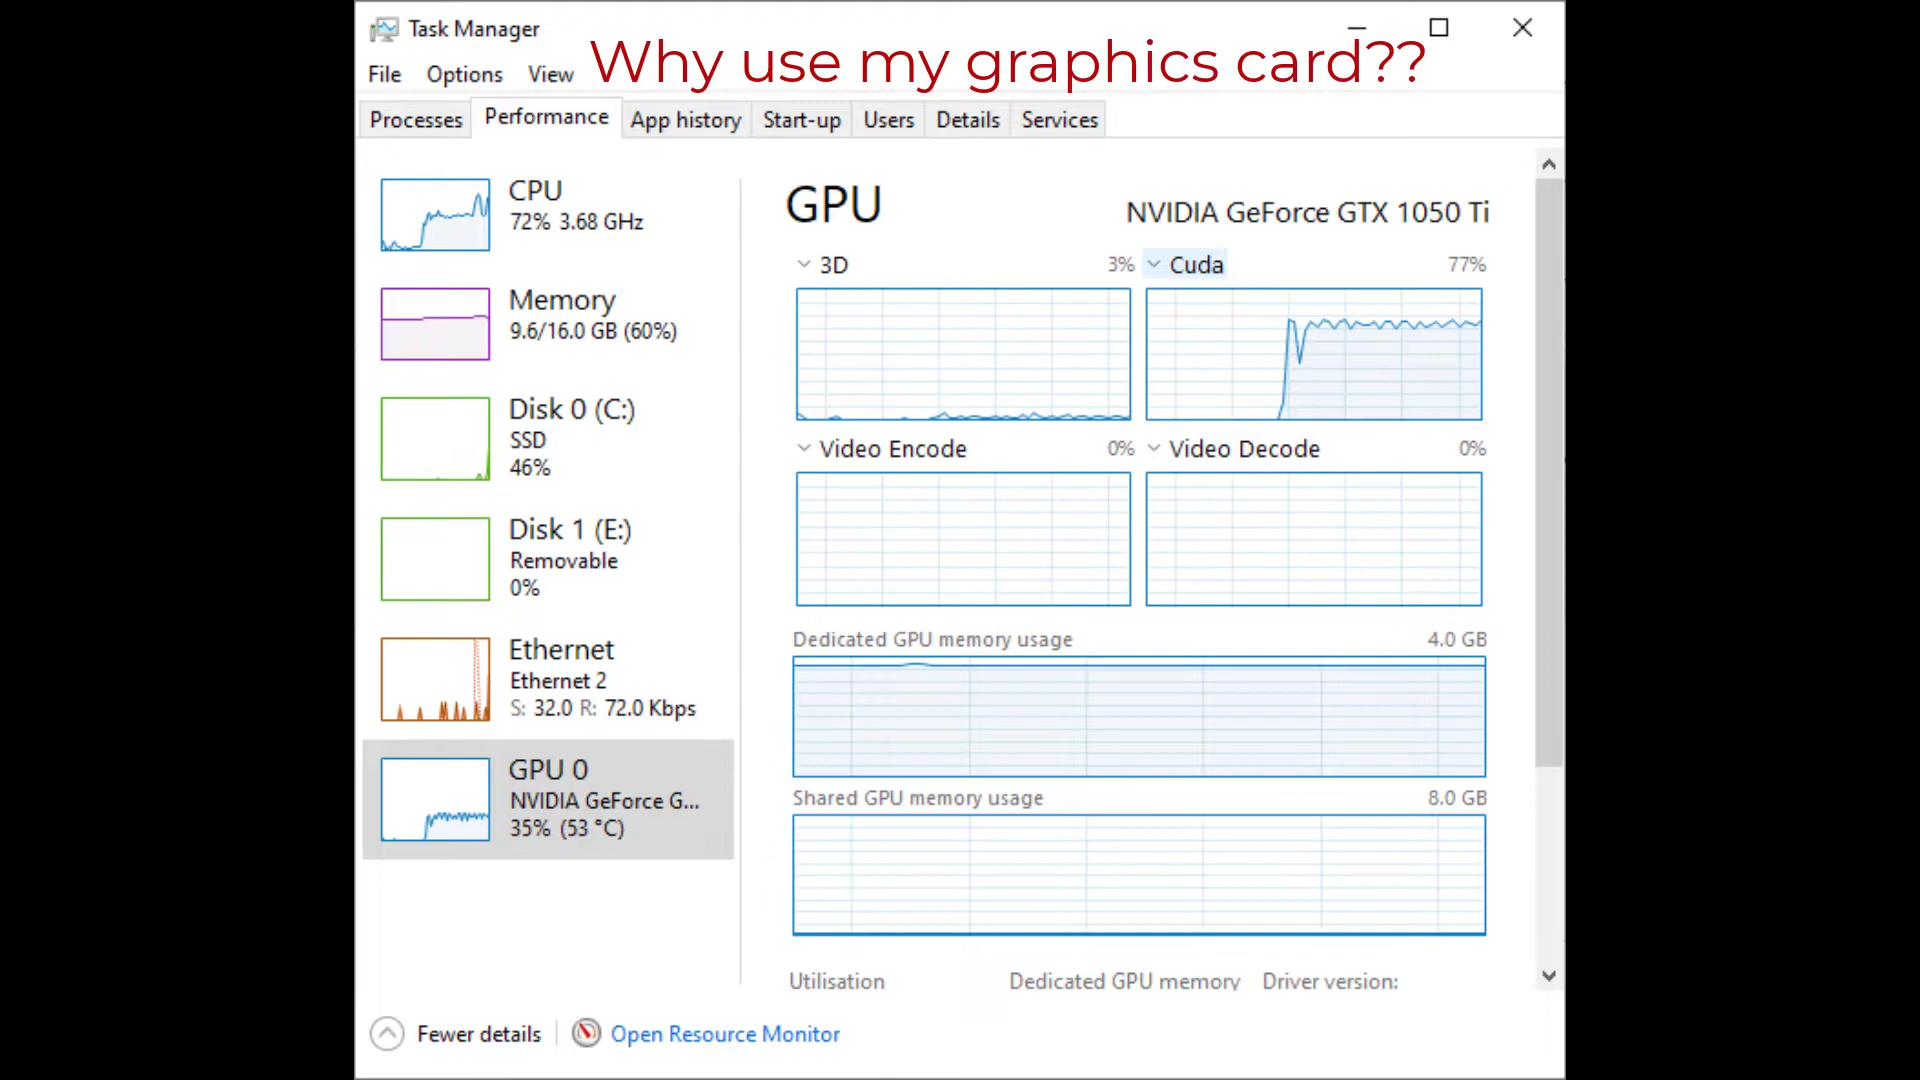 Task Manager
Why use my graphics card??
File Options View
Processes Performance App history Start-up Users Details Services
CPU
72% 3.68 GHz
Memory
9.6/16.0 GB (60%)
Disk 0 (C:)
SSD
46%
Disk 1 (E:)
Removable
0%
Ethernet
Ethernet 2
S: 32.0 R: 72.0 Kbps
GPU 0
NVIDIA GeForce G...
35% (53 °C)
GPU NVIDIA GeForce GTX 1050 Ti
3D 3% Cuda 77%
Video Encode 0% Video Decode 0%
Dedicated GPU memory usage 4.0 GB
Shared GPU memory usage 8.0 GB
Utilisation Dedicated GPU memory Driver version:
Fewer details Open Resource Monitor